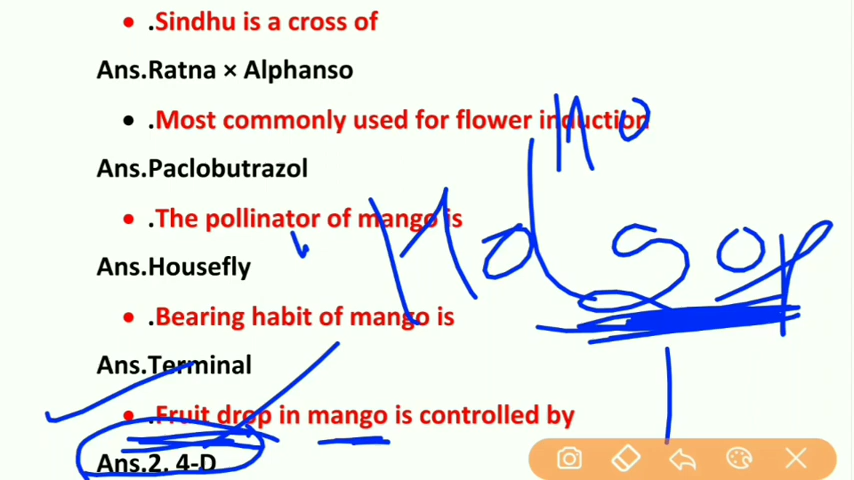 .Sindhu is a cross of
Ans.Ratna × Alphanso
.Most commonly used for flower induction
Ans.Paclobutrazol
.The pollinator of mango is
Ans.Housefly
.Bearing habit of mango is
Ans.Terminal
.Fruit drop in mango is controlled by
Ans.2. 4-D